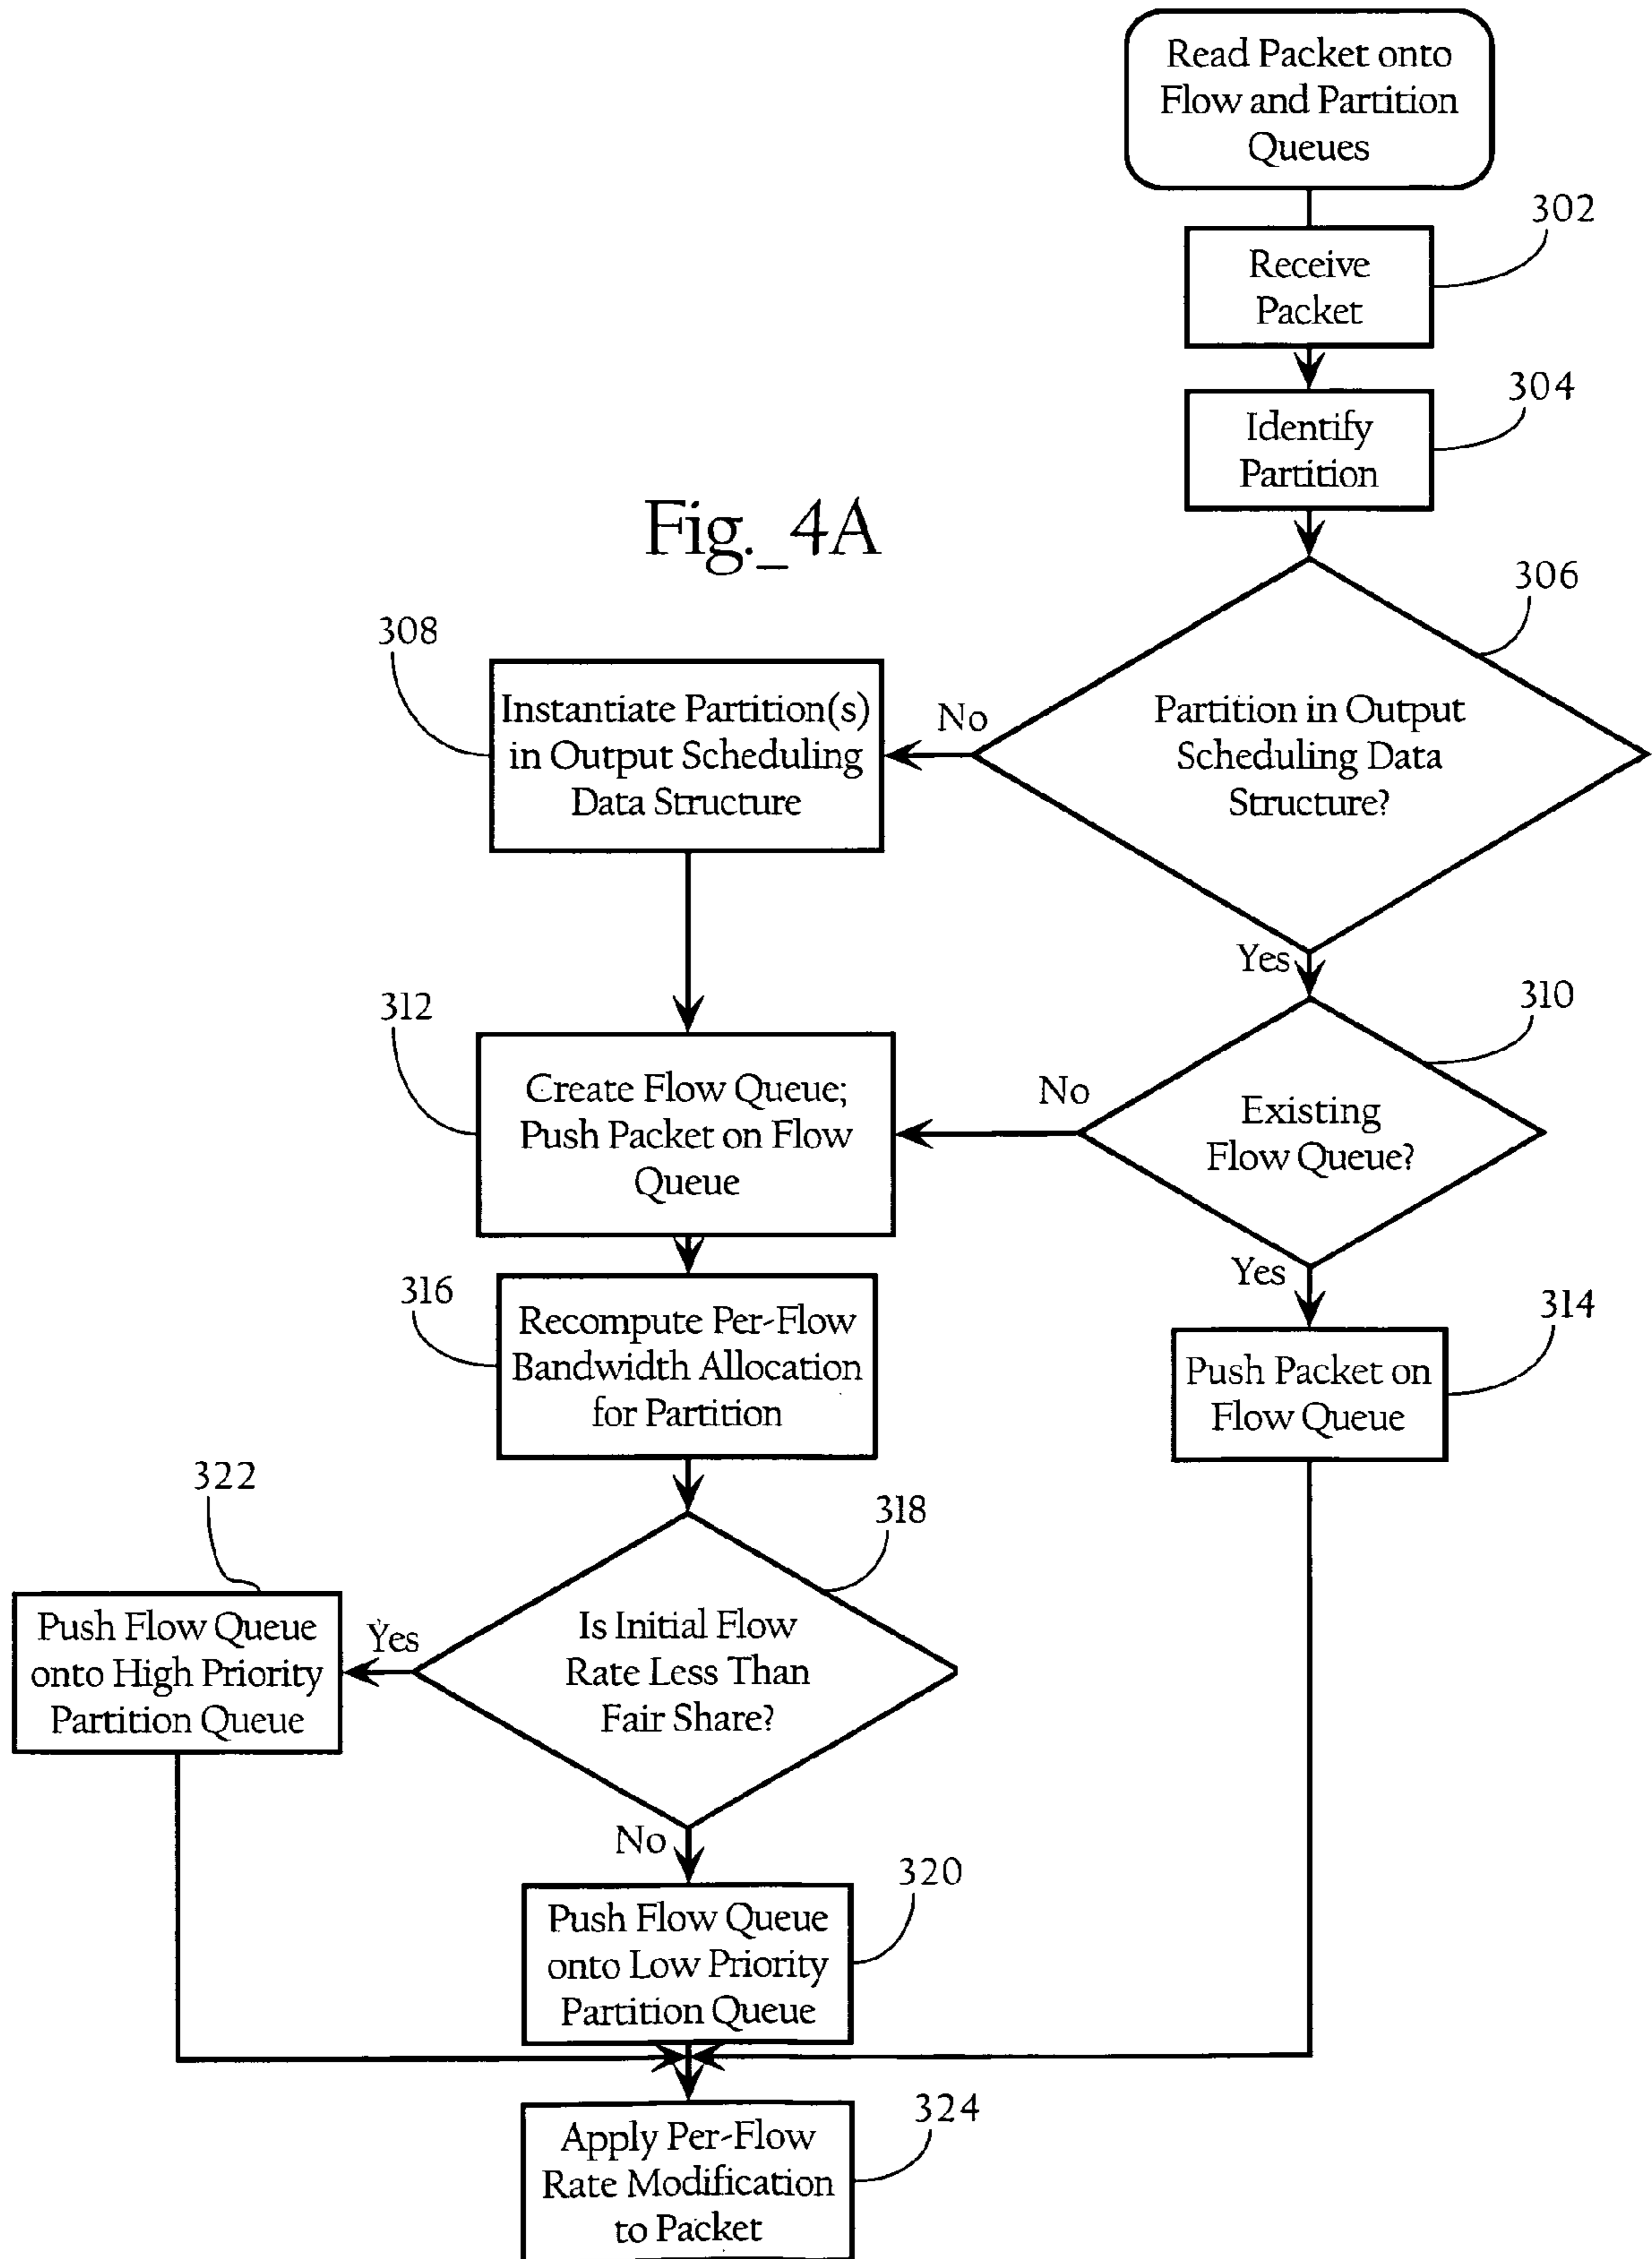 Read Packet onto
Flow and Partition
Queues
302
Receive
Packet
304
Identify
Partition
Fig._4A
306
308
Instantiate Partition(s)
in Output Scheduling
Data Structure
No
Partition in Output
Scheduling Data
Structure?
Yes
310
312
Create Flow Queue;
Push Packet on Flow
Queue
No
Existing
Flow Queue?
Yes
314
316
Recompute Per-Flow
Bandwidth Allocation
for Partition
Push Packet on
Flow Queue
322
318
Push Flow Queue
onto High Priority
Partition Queue
Yes
Is Initial Flow
Rate Less Than
Fair Share?
No
320
Push Flow Queue
onto Low Priority
Partition Queue
324
Apply Per-Flow
Rate Modification
to Packet